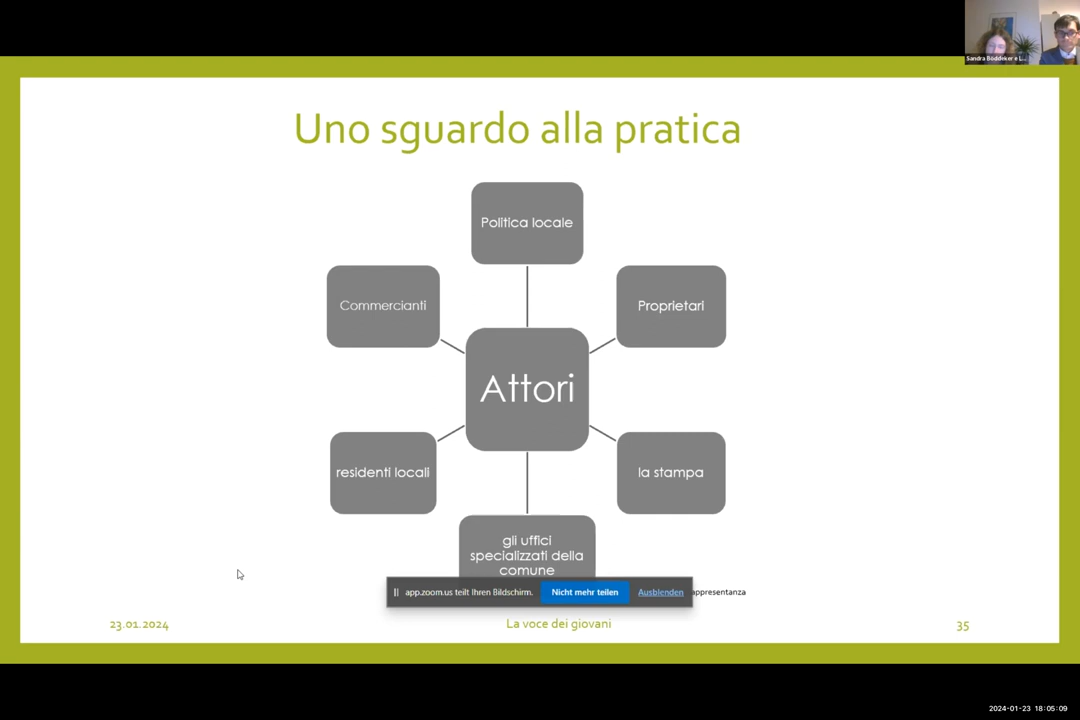 Sandra Böddeker e L...
Uno sguardo alla pratica
Politica locale
Commercianti
Proprietari
Attori
residenti locali
la stampa
gli uffici
specializzati della
comune
app.zoom.us teilt Ihren Bildschirm.
Nicht mehr teilen
Ausblenden
appresentanza
23.01.2024
La voce dei giovani
35
2024-01-23 18:05:09